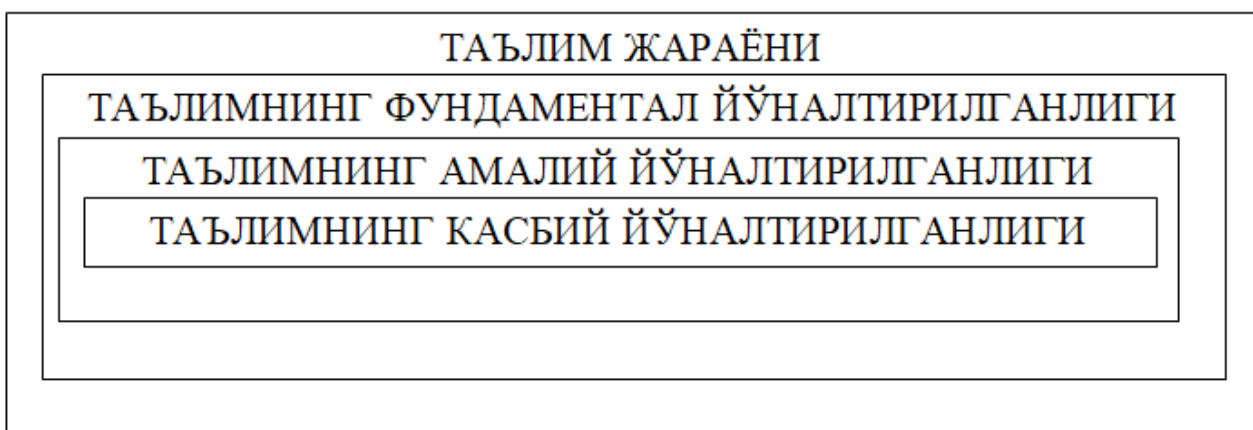 ТАЪЛИМ ЖАРАЁНИ
ТАЪЛИМНИНГ ФУНДАМЕНТАЛ ЙЎНАЛТИРИЛГАНЛИГИ
ТАЪЛИМНИНГ АМАЛИЙ ЙЎНАЛТИРИЛГАНЛИГИ
ТАЪЛИМНИНГ КАСБИЙ ЙЎНАЛТИРИЛГАНЛИГИ